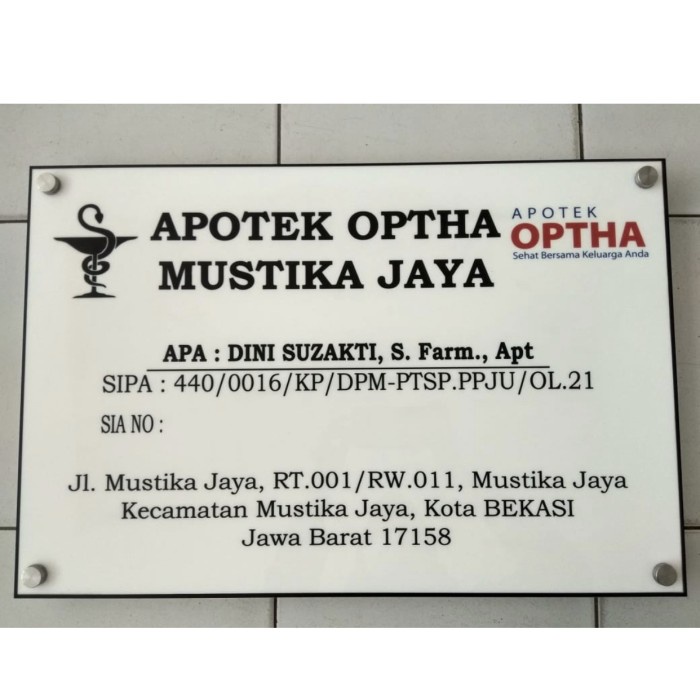 APOTEK OPTHA
MUSTIKA JAYA
APOTEK
OPTHA
Sehat Bersama Keluarga Anda
APA : DINI SUZAKTI, S. Farm., Apt
SIPA : 440/0016/KP/DPM-PTSP.PPJU/OL.21
SIA NO :
Jl. Mustika Jaya, RT.001/RW.011, Mustika Jaya
Kecamatan Mustika Jaya, Kota BEKASI
Jawa Barat 17158